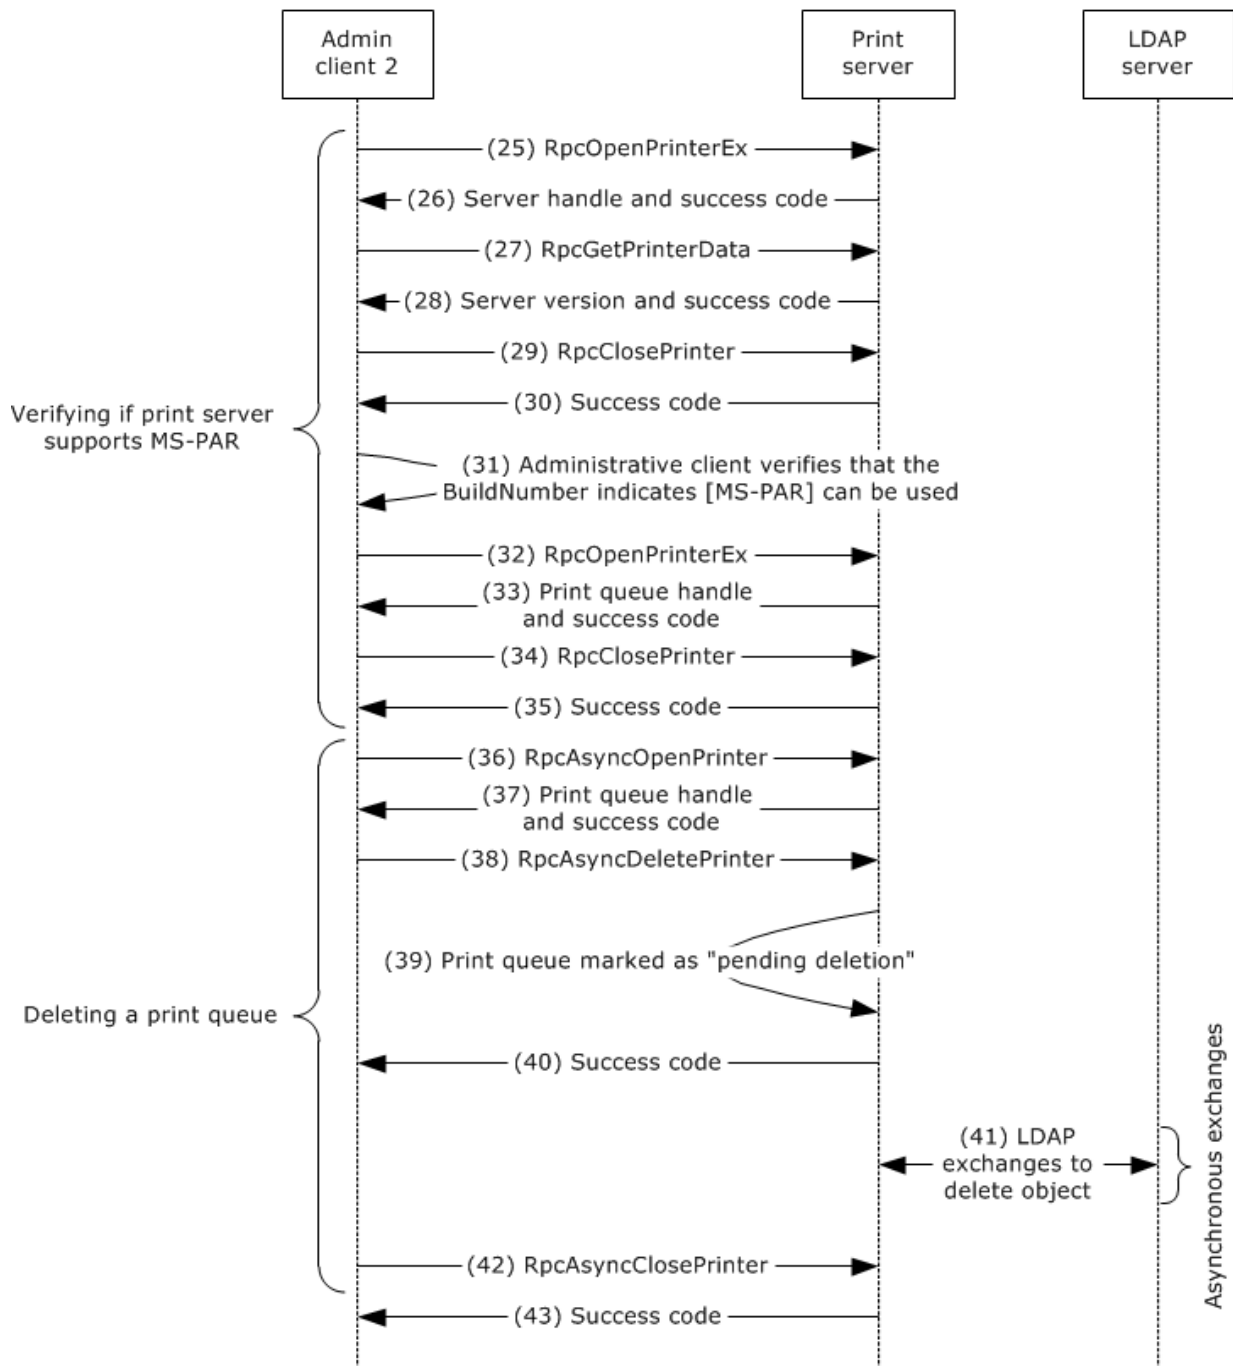 Admin
client 2
Print
server
LDAP
server
(25) RpcOpenPrinterEx
(26) Server handle and success code
(27) RpcGetPrinterData
(28) Server version and success code
(29) RpcClosePrinter
(30) Success code
Verifying if print server
supports MS-PAR
(31) Administrative client verifies that the
BuildNumber indicates [MS-PAR] can be used
(32) RpcOpenPrinterEx
(33) Print queue handle
and success code
(34) RpcClosePrinter
(35) Success code
(36) RpcAsyncOpenPrinter
(37) Print queue handle
and success code
(38) RpcAsyncDeletePrinter
(39) Print queue marked as "pending deletion"
Deleting a print queue
(40) Success code
(41) LDAP
exchanges to
delete object
Asynchronous exchanges
(42) RpcAsyncClosePrinter
(43) Success code